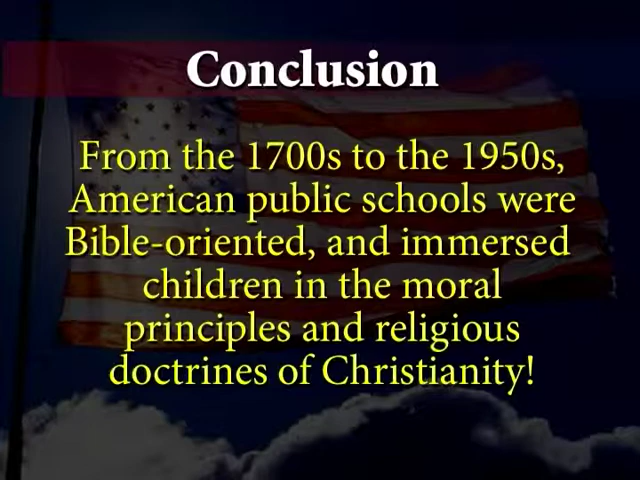 Conclusion
From the 1700s to the 1950s,
American public schools were
Bible-oriented, and immersed
children in the moral
principles and religious
doctrines of Christianity!